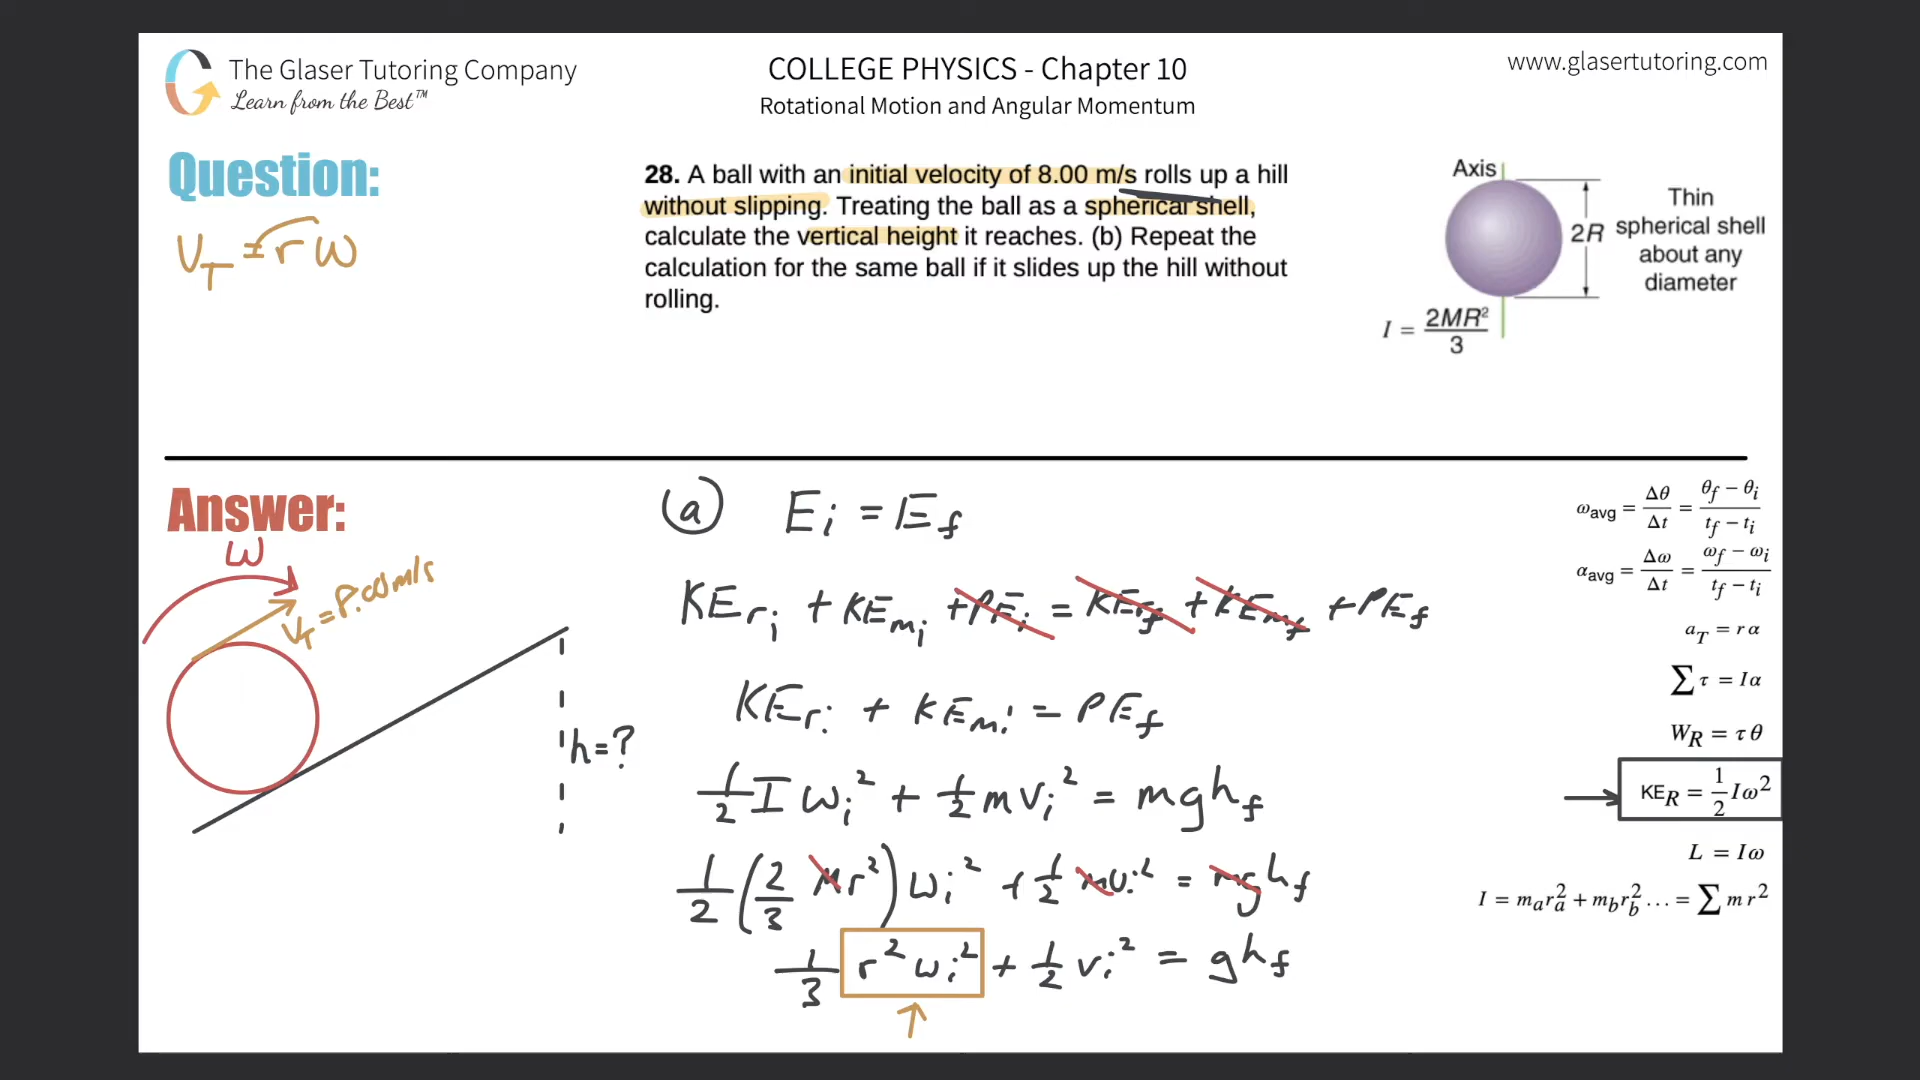 The Glaser Tutoring Company
Learn from the Best™
COLLEGE PHYSICS - Chapter 10
Rotational Motion and Angular Momentum
www.glasertutoring.com
Question:
V_T = rω
28. A ball with an initial velocity of 8.00 m/s rolls up a hill
without slipping. Treating the ball as a spherical shell,
calculate the vertical height it reaches. (b) Repeat the
calculation for the same ball if it slides up the hill without
rolling.
Axis
2R
Thin
spherical shell
about any
diameter
I = 2MR²/3
Answer:
ω
V_T = 8.00 m/s
h = ?
(a) E_i = E_f
KE_ri + KE_mi + PE_i = KE_rf + KE_mf + PE_f
KE_ri + KE_mi = PE_f
1/2 I ω_i² + 1/2 m v_i² = mgh_f
1/2 (2/3 Mr²) ω_i² + 1/2 m v_i² = mgh_f
1/3 r² ω_i² + 1/2 v_i² = gh_f
ω_avg = Δθ/Δt = (θ_f − θ_i)/(t_f − t_i)
α_avg = Δω/Δt = (ω_f − ω_i)/(t_f − t_i)
a_T = rα
∑τ = Iα
W_R = τθ
KE_R = 1/2 Iω²
L = Iω
I = m_a r_a² + m_b r_b² ... = ∑ m r²